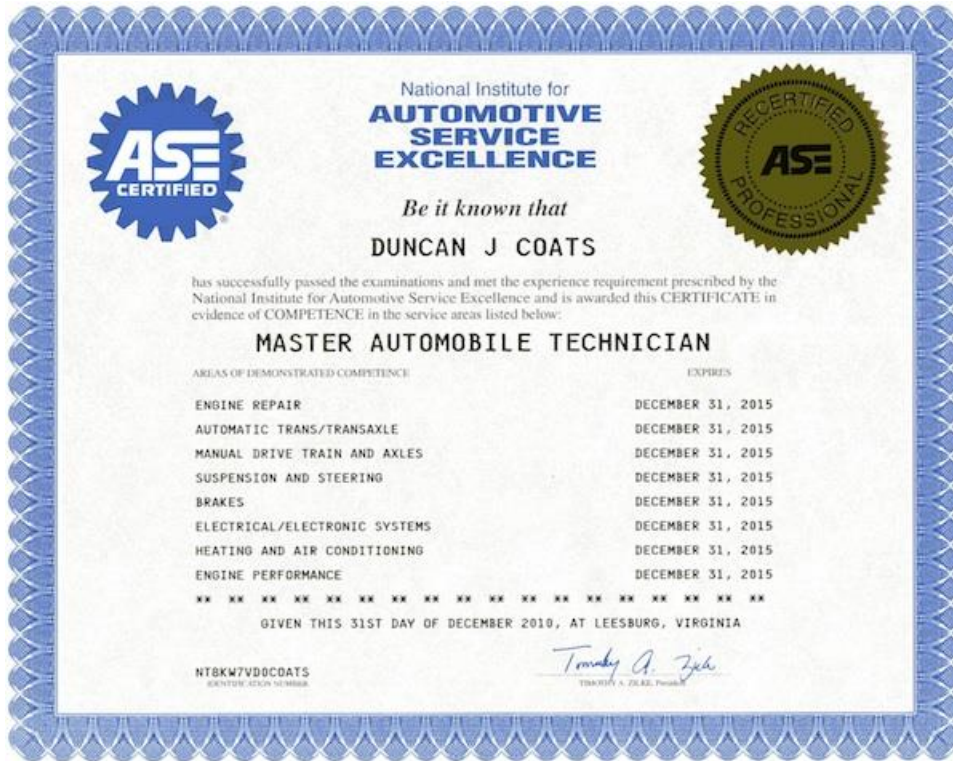 ASE
CERTIFIED
®
National Institute for
AUTOMOTIVE
SERVICE
EXCELLENCE
RECERTIFIED
ASE
PROFESSIONAL
Be it known that
DUNCAN J COATS
has successfully passed the examinations and met the experience requirement prescribed by the
National Institute for Automotive Service Excellence and is awarded this CERTIFICATE in
evidence of COMPETENCE in the service areas listed below:
MASTER AUTOMOBILE TECHNICIAN
AREAS OF DEMONSTRATED COMPETENCE EXPIRES
ENGINE REPAIR DECEMBER 31, 2015
AUTOMATIC TRANS/TRANSAXLE DECEMBER 31, 2015
MANUAL DRIVE TRAIN AND AXLES DECEMBER 31, 2015
SUSPENSION AND STEERING DECEMBER 31, 2015
BRAKES DECEMBER 31, 2015
ELECTRICAL/ELECTRONIC SYSTEMS DECEMBER 31, 2015
HEATING AND AIR CONDITIONING DECEMBER 31, 2015
ENGINE PERFORMANCE DECEMBER 31, 2015
** ** ** ** ** ** ** ** ** ** ** ** ** ** ** ** ** **
GIVEN THIS 31ST DAY OF DECEMBER 2010, AT LEESBURG, VIRGINIA
Timothy A. Zilke
NT8KW7VD0COATS
IDENTIFICATION NUMBER
TIMOTHY A. ZILKE, President